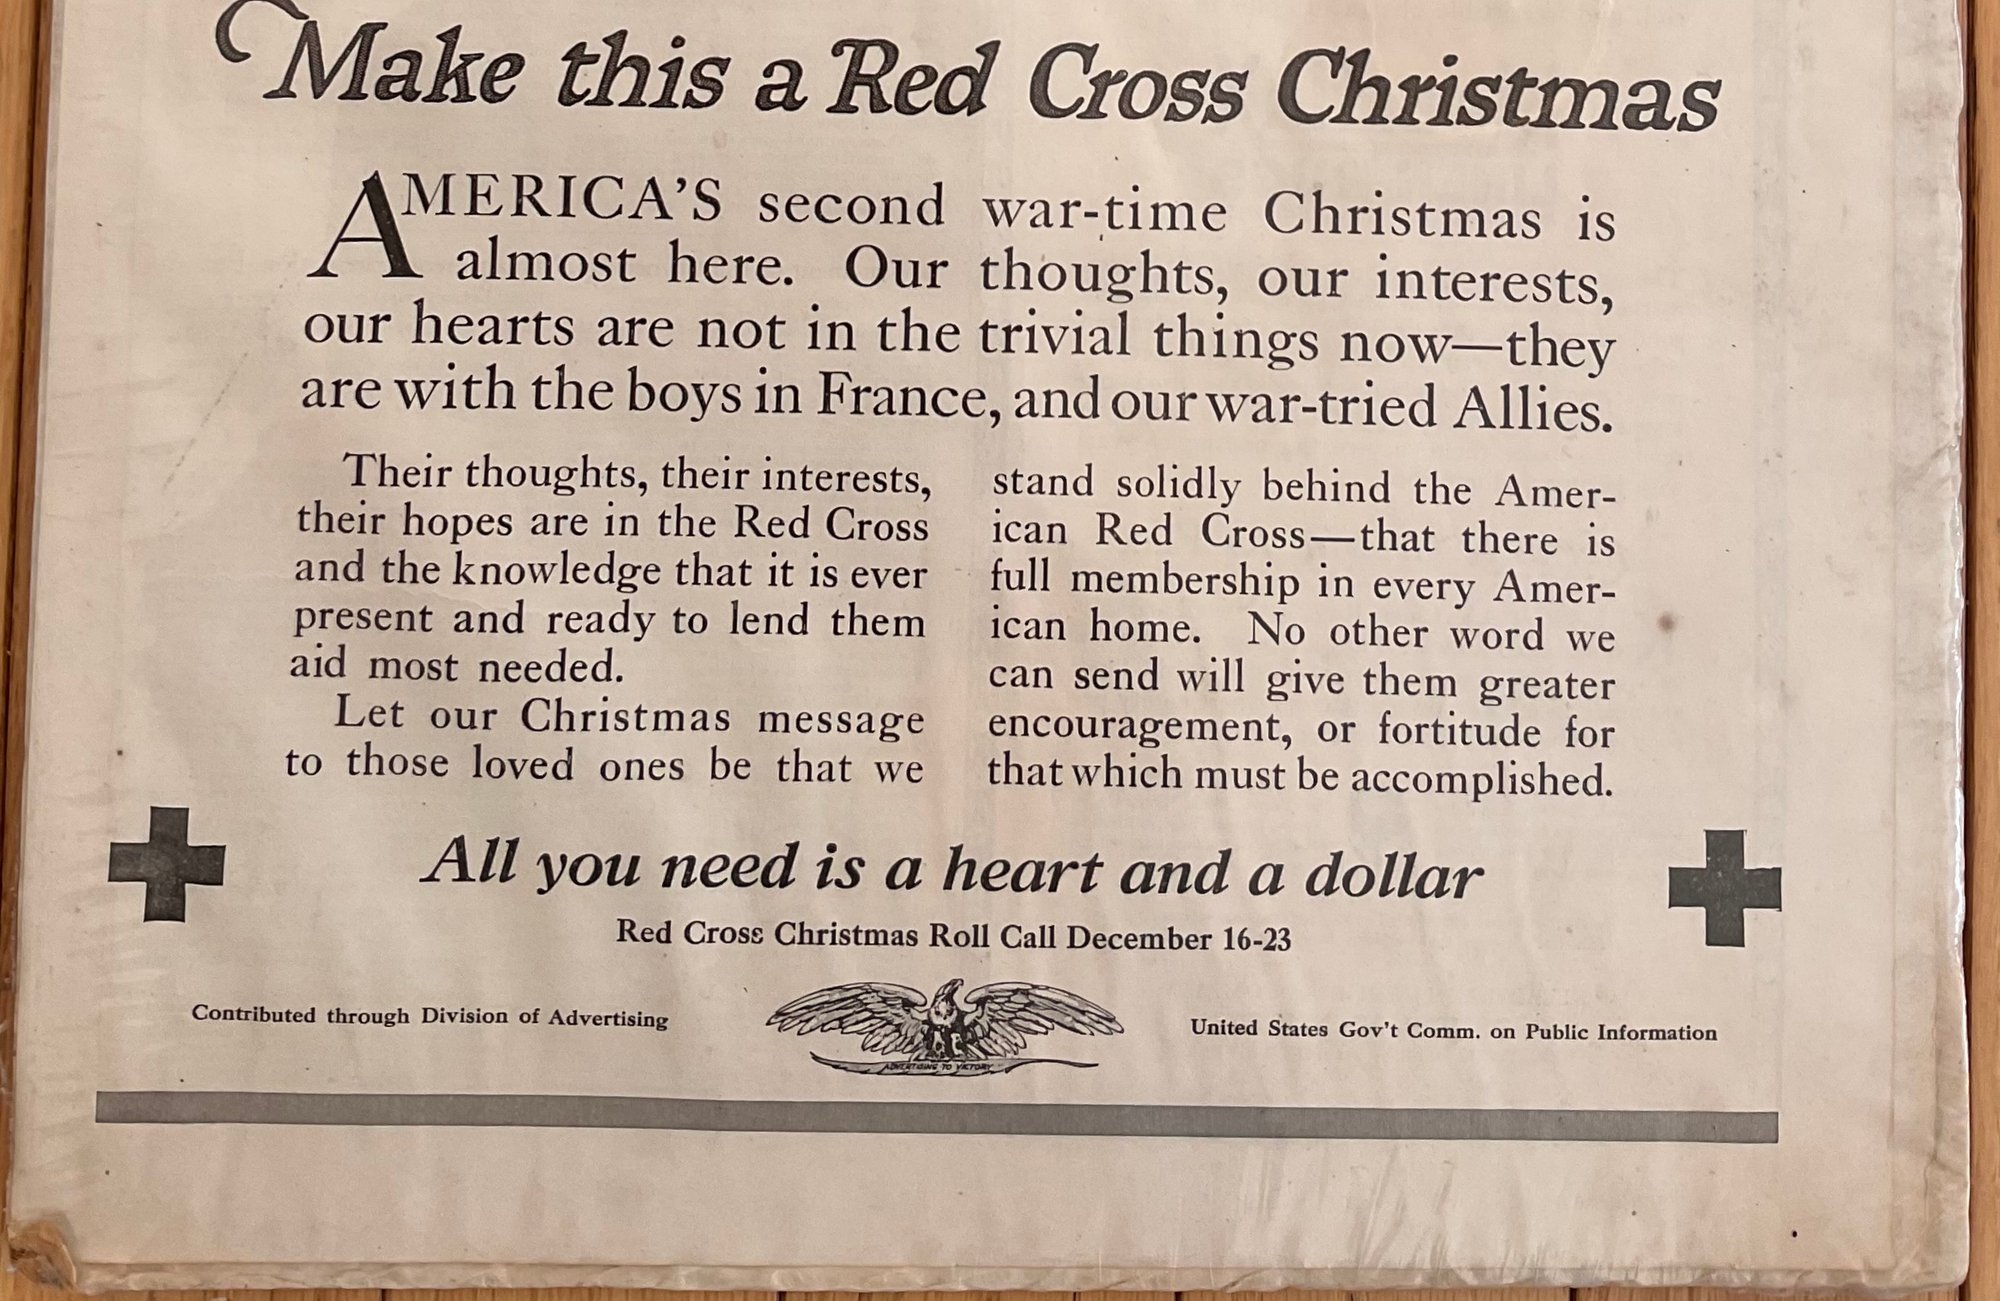 Make this a Red Cross Christmas
AMERICA'S second war-time Christmas is
almost here. Our thoughts, our interests,
our hearts are not in the trivial things now—they
are with the boys in France, and our war-tried Allies.
Their thoughts, their interests,
their hopes are in the Red Cross
and the knowledge that it is ever
present and ready to lend them
aid most needed.
Let our Christmas message
to those loved ones be that we
stand solidly behind the Amer-
ican Red Cross—that there is
full membership in every Amer-
ican home. No other word we
can send will give them greater
encouragement, or fortitude for
that which must be accomplished.
All you need is a heart and a dollar
Red Cross Christmas Roll Call December 16-23
Contributed through Division of Advertising
ADVERTISING TO VICTORY
United States Gov't Comm. on Public Information